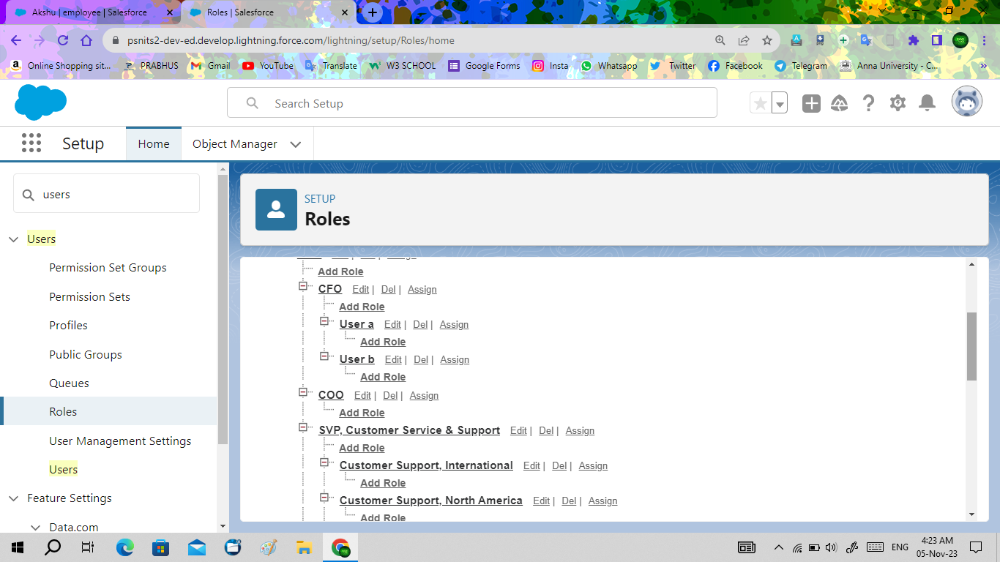 Akshu | employee | Salesforce
Roles | Salesforce
psnits2-dev-ed.develop.lightning.force.com/lightning/setup/Roles/home
Online Shopping sit... PRABHUS Gmail YouTube Translate W3 SCHOOL Google Forms Insta Whatsapp Twitter Facebook Telegram Anna University - C...
Search Setup
Setup Home Object Manager
users
Users
Permission Set Groups
Permission Sets
Profiles
Public Groups
Queues
Roles
User Management Settings
Users
Feature Settings
Data.com
SETUP
Roles
Add Role
CFO Edit | Del | Assign
Add Role
User a Edit | Del | Assign
Add Role
User b Edit | Del | Assign
Add Role
COO Edit | Del | Assign
Add Role
SVP, Customer Service & Support Edit | Del | Assign
Add Role
Customer Support, International Edit | Del | Assign
Add Role
Customer Support, North America Edit | Del | Assign
Add Role
ENG
4:23 AM
05-Nov-23